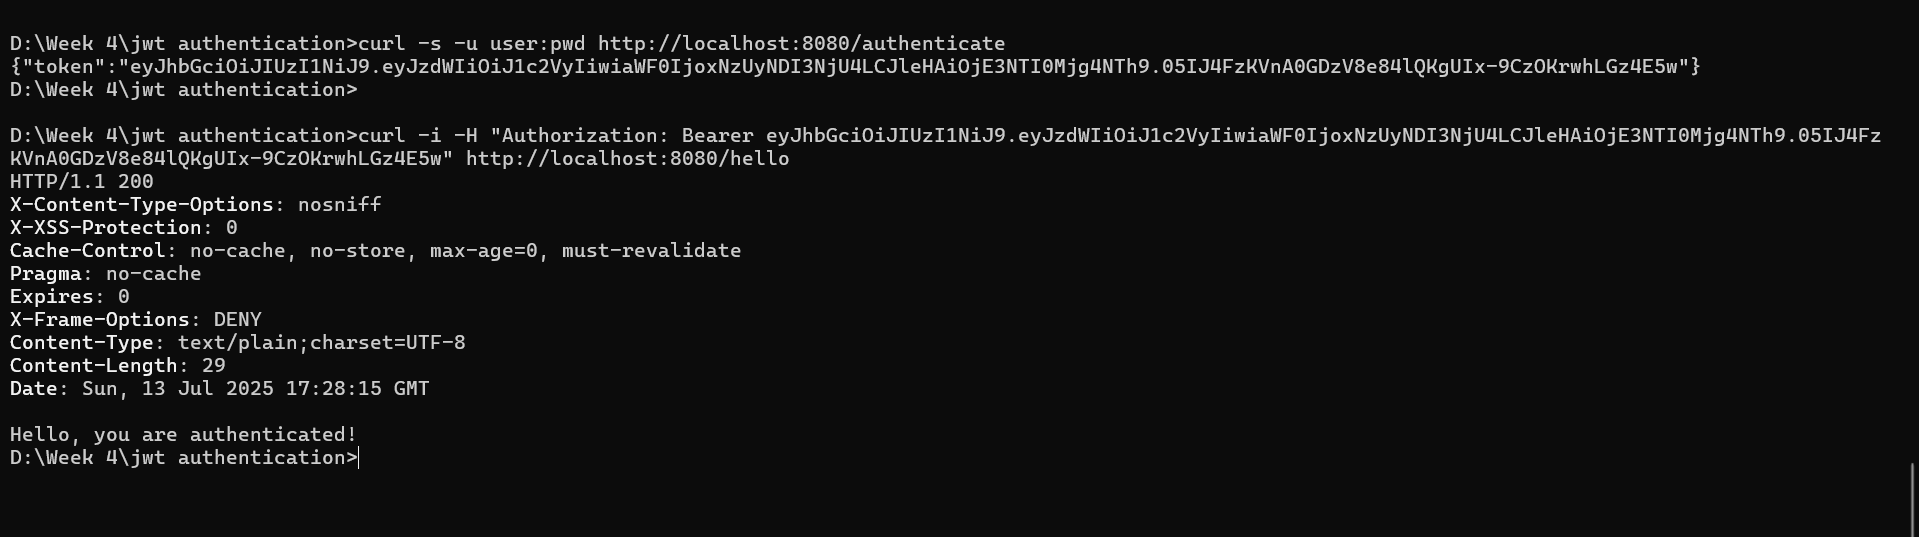 D:\Week 4\jwt authentication>curl -s -u user:pwd http://localhost:8080/authenticate
{"token":"eyJhbGciOiJIUzI1NiJ9.eyJzdWIiOiJ1c2VyIiwiaWF0IjoxNzUyNDI3NjU4LCJleHAiOjE3NTI0Mjg4NTh9.05IJ4FzKVnA0GDzV8e84lQKgUIx-9CzOKrwhLGz4E5w"}
D:\Week 4\jwt authentication>
D:\Week 4\jwt authentication>curl -i -H "Authorization: Bearer eyJhbGciOiJIUzI1NiJ9.eyJzdWIiOiJ1c2VyIiwiaWF0IjoxNzUyNDI3NjU4LCJleHAiOjE3NTI0Mjg4NTh9.05IJ4Fz
KVnA0GDzV8e84lQKgUIx-9CzOKrwhLGz4E5w" http://localhost:8080/hello
HTTP/1.1 200
X-Content-Type-Options: nosniff
X-XSS-Protection: 0
Cache-Control: no-cache, no-store, max-age=0, must-revalidate
Pragma: no-cache
Expires: 0
X-Frame-Options: DENY
Content-Type: text/plain;charset=UTF-8
Content-Length: 29
Date: Sun, 13 Jul 2025 17:28:15 GMT
Hello, you are authenticated!
D:\Week 4\jwt authentication>